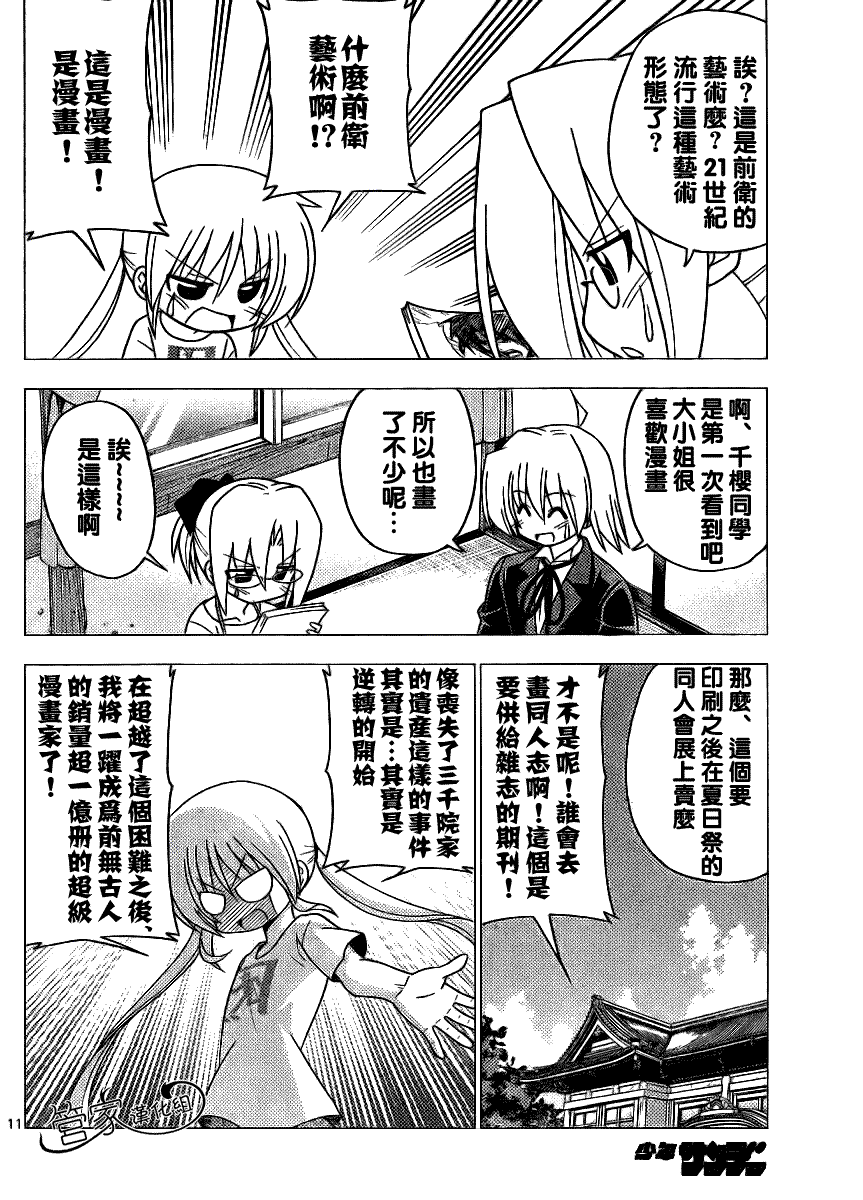 誒?這是前衛的
藝術麼?21世紀
流行這種藝術
形態了?
什麼前衛
藝術啊!?
這是漫畫!
是漫畫!
啊、千櫻同學
是第一次看到吧
大小姐很
喜歡漫畫
所以也畫
了不少呢…
誒~~~~
是這樣啊
那麼、這個要
印刷之後在夏日祭的
同人會展上賣麼
才不是呢!誰會去
畫同人志啊!這個是
要供給雜志的期刊!
像喪失了三千院家
的遺產這樣的事件
其實是…其實是
逆轉的開始
在超越了這個困難之後、
我將一躍成爲前無古人
的銷量超一億册的超級
漫畫家了!
11
管家漢化組
少年サンデー